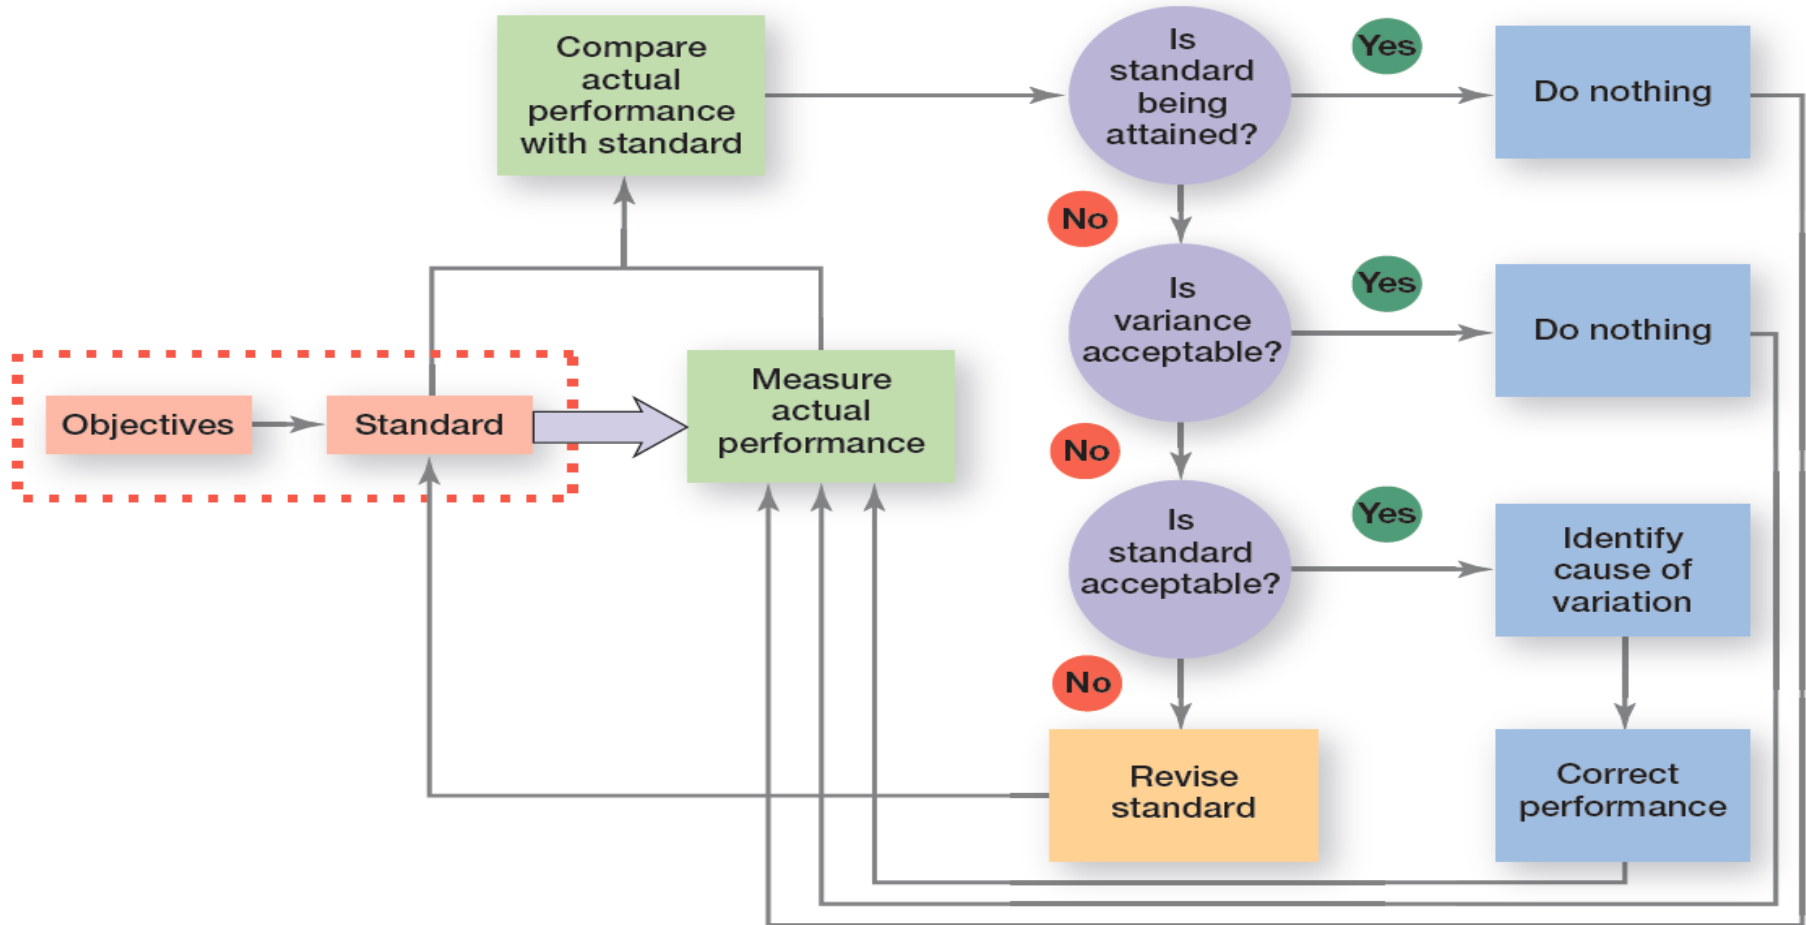 Compare
actual
performance
with standard
Is
standard
being
attained?
Yes
Do nothing
No
Is
variance
acceptable?
Yes
Do nothing
Objectives
Standard
Measure
actual
performance
No
Is
standard
acceptable?
Yes
Identify
cause of
variation
No
Revise
standard
Correct
performance